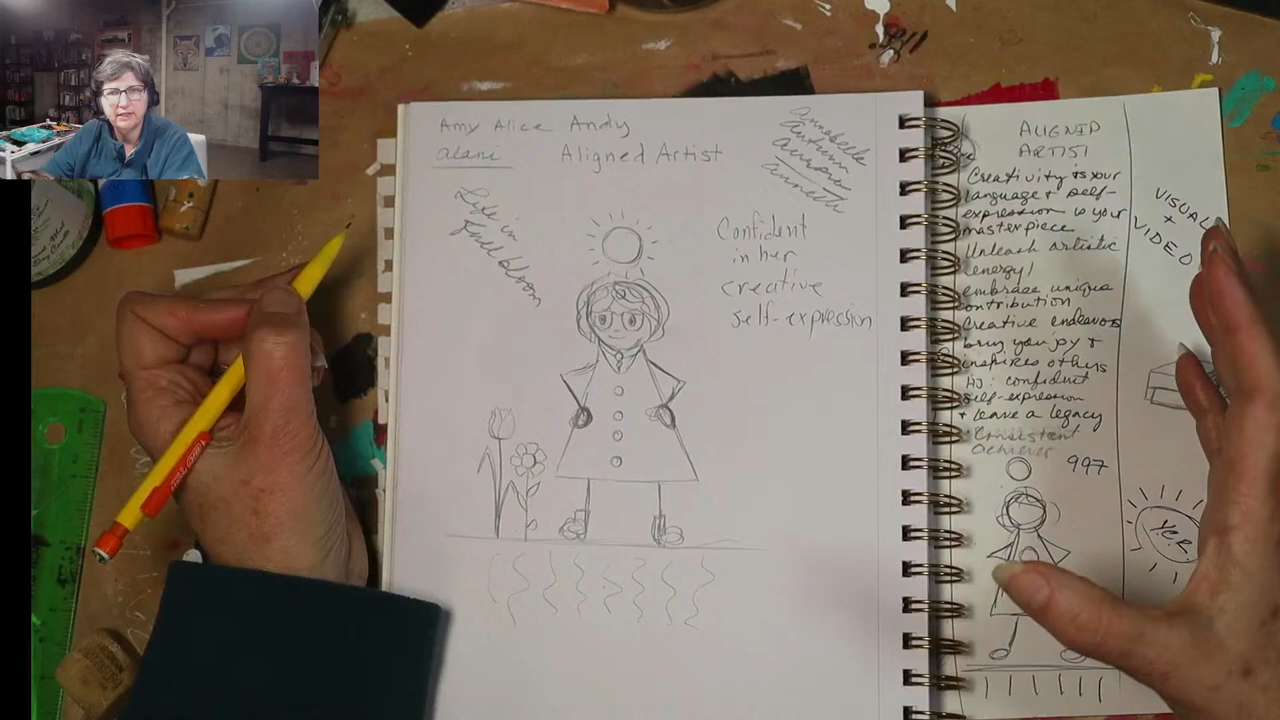 Amy Alice Andy
alani
Aligned Artist
Annabelle
Autumn
Aurora
Annette
Life in
full bloom
Confident
in her
creative
self-expression
ALIGNED
ARTIST
Creativity is your
language + self-
expression is your
masterpiece
Unleash artistic
energy!
embrace unique
contribution
Creative endeavors
bring you joy +
inspires others
confident
self-expression
+ leave a legacy
Consistent
Achiever
997
VISUAL
+
VIDEO